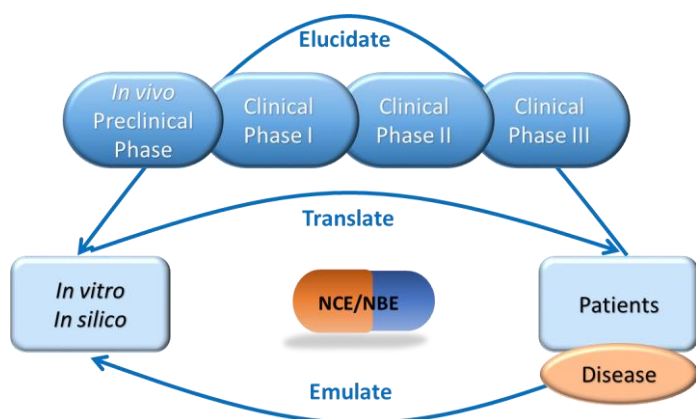 Elucidate
In vivo
Preclinical
Phase
Clinical
Phase I
Clinical
Phase II
Clinical
Phase III
Translate
In vitro
In silico
NCE/NBE
Patients
Disease
Emulate